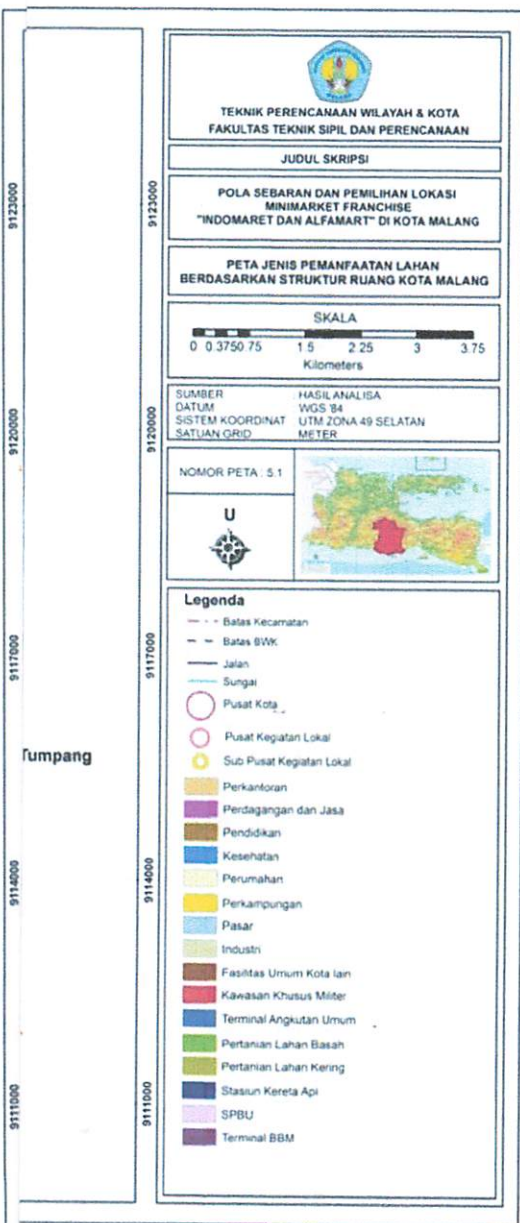 TEKNIK PERENCANAAN WILAYAH & KOTA
FAKULTAS TEKNIK SIPIL DAN PERENCANAAN
JUDUL SKRIPSI
POLA SEBARAN DAN PEMILIHAN LOKASI
MINIMARKET FRANCHISE
"INDOMARET DAN ALFAMART" DI KOTA MALANG
PETA JENIS PEMANFAATAN LAHAN
BERDASARKAN STRUKTUR RUANG KOTA MALANG
SKALA
0 0.3750.75 1.5 2.25 3 3.75
Kilometers
SUMBER : HASIL ANALISA
DATUM : WGS '84
SISTEM KOORDINAT : UTM ZONA 49 SELATAN
SATUAN GRID : METER
NOMOR PETA : 5.1
U
Legenda
Batas Kecamatan
Batas BWK
Jalan
Sungai
Pusat Kota
Pusat Kegiatan Lokal
Sub Pusat Kegiatan Lokal
Perkantoran
Perdagangan dan Jasa
Pendidikan
Kesehatan
Perumahan
Perkampungan
Pasar
Industri
Fasilitas Umum Kota lain
Kawasan Khusus Militer
Terminal Angkutan Umum
Pertanian Lahan Basah
Pertanian Lahan Kering
Stasiun Kereta Api
SPBU
Terminal BBM
Tumpang
9123000
9123000
9120000
9120000
9117000
9117000
9114000
9114000
9111000
9111000